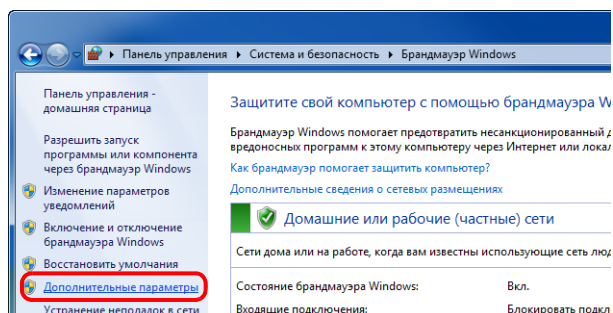 Панель управления ▸ Система и безопасность ▸ Брандмауэр Windows
Панель управления -
домашняя страница
Разрешить запуск
программы или компонента
через брандмауэр Windows
Изменение параметров
уведомлений
Включение и отключение
брандмауэра Windows
Восстановить умолчания
Дополнительные параметры
Устранение неполадок в сети
Защитите свой компьютер с помощью брандмауэра W
Брандмауэр Windows помогает предотвратить несанкционированный д
вредоносных программ к этому компьютеру через Интернет или локал
Как брандмауэр помогает защитить компьютер?
Дополнительные сведения о сетевых размещениях
Домашние или рабочие (частные) сети
Сети дома или на работе, когда вам известны использующие сеть люд
Состояние брандмауэра Windows: Вкл.
Входящие подключения: Блокировать подкл